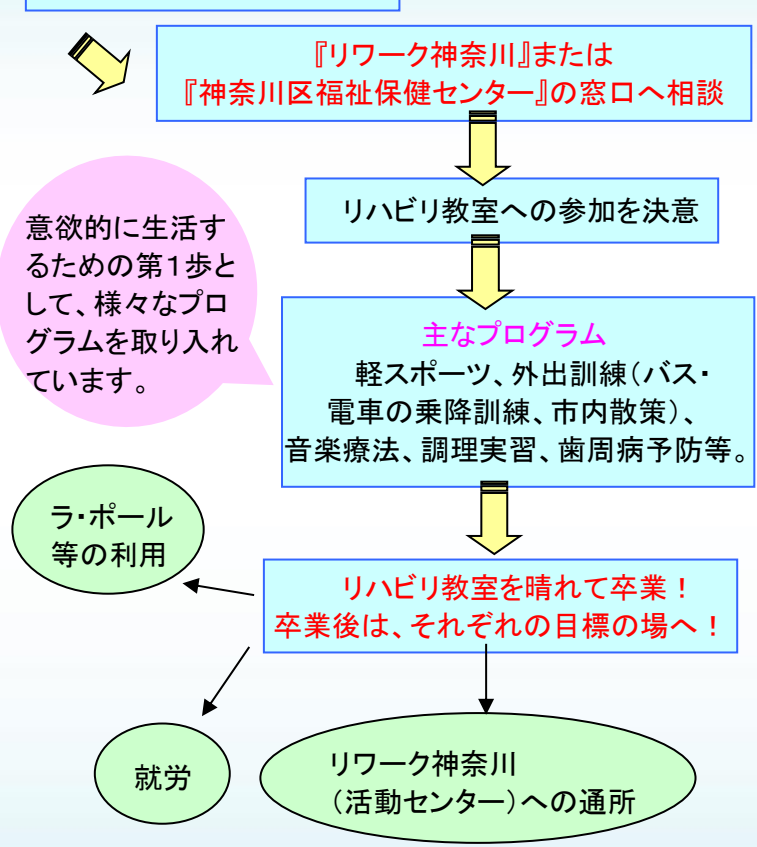 『リワーク神奈川』または
『神奈川区福祉保健センター』の窓口へ相談
リハビリ教室への参加を決意
意欲的に生活す
るための第１歩と
して、様々なプロ
グラムを取り入れ
ています。
主なプログラム
軽スポーツ、外出訓練（バス・
電車の乗降訓練、市内散策）、
音楽療法、調理実習、歯周病予防等。
ラ・ポール
等の利用
リハビリ教室を晴れて卒業！
卒業後は、それぞれの目標の場へ！
就労
リワーク神奈川
（活動センター）への通所